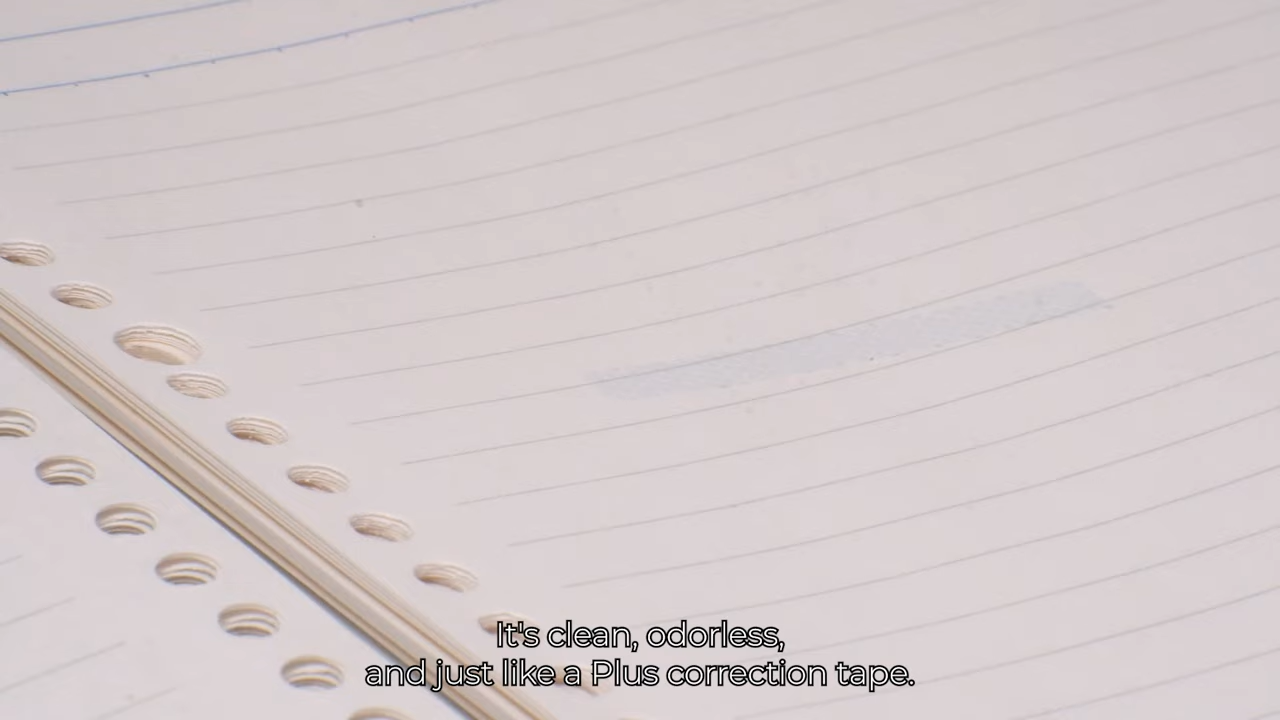 It's clean, odorless,
and just like a Plus correction tape.